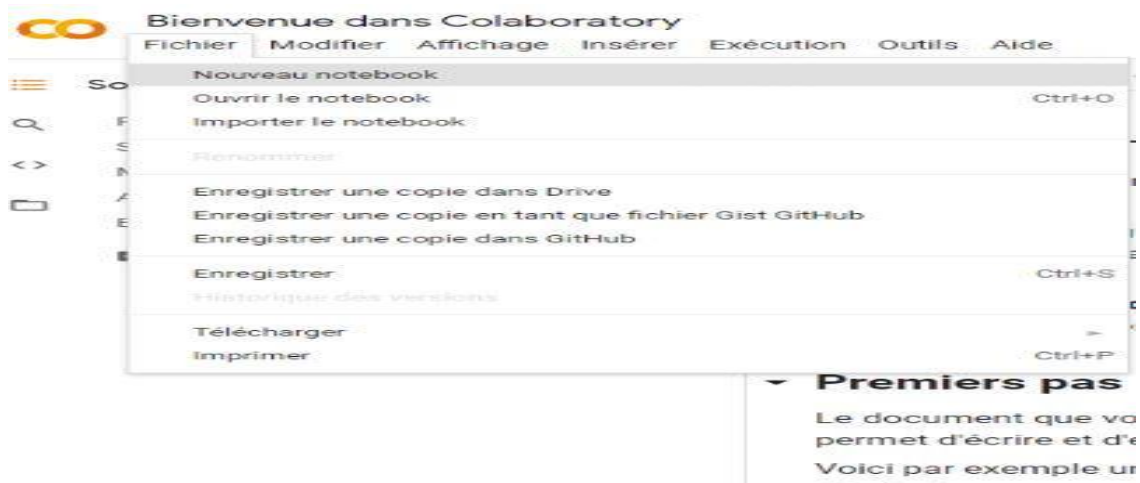 Bienvenue dans Colaboratory
Fichier Modifier Affichage Insérer Exécution Outils Aide
So
Nouveau notebook
Ouvrir le notebook Ctrl+O
Importer le notebook
Renommer
Enregistrer une copie dans Drive
Enregistrer une copie en tant que fichier Gist GitHub
Enregistrer une copie dans GitHub
Enregistrer Ctrl+S
Historique des versions
Télécharger
Imprimer Ctrl+P
Premiers pas
Le document que vo
permet d'écrire et d'e
Voici par exemple un